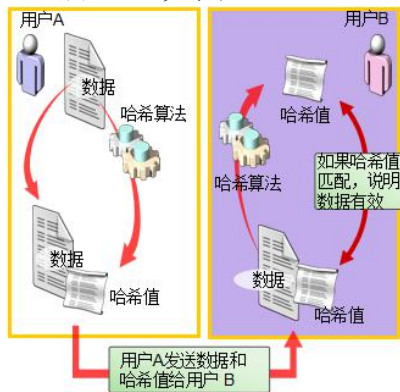 用户A
数据
哈希算法
数据
哈希值
用户B
哈希值
哈希算法
如果哈希值
匹配，说明
数据有效
数据
哈希值
用户A发送数据和
哈希值给用户 B